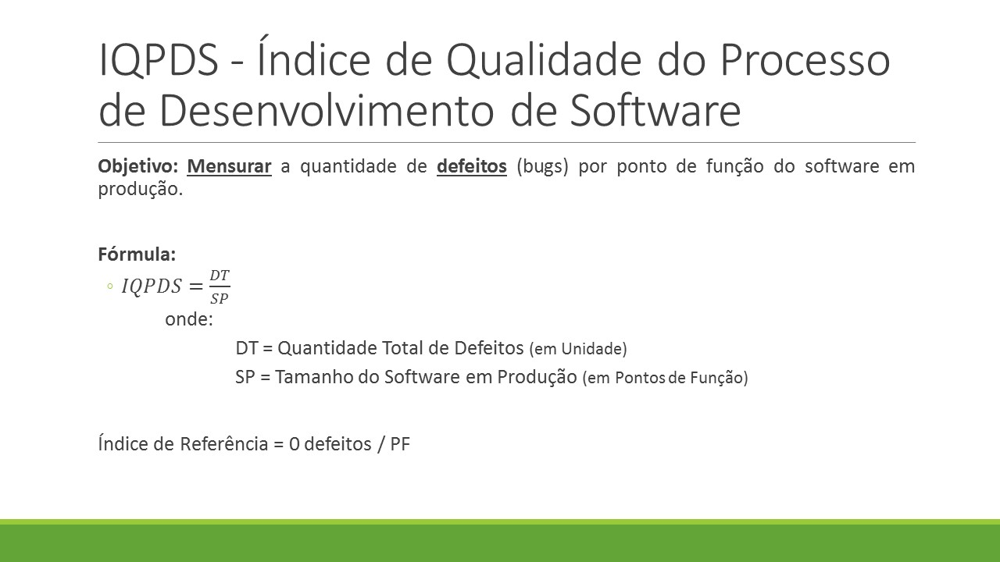 IQPDS - Índice de Qualidade do Processo
de Desenvolvimento de Software
Objetivo: Mensurar a quantidade de defeitos (bugs) por ponto de função do software em
produção.
Fórmula:
◦ IQPDS = DT/SP
onde:
DT = Quantidade Total de Defeitos (em Unidade)
SP = Tamanho do Software em Produção (em Pontos de Função)
Índice de Referência = 0 defeitos / PF